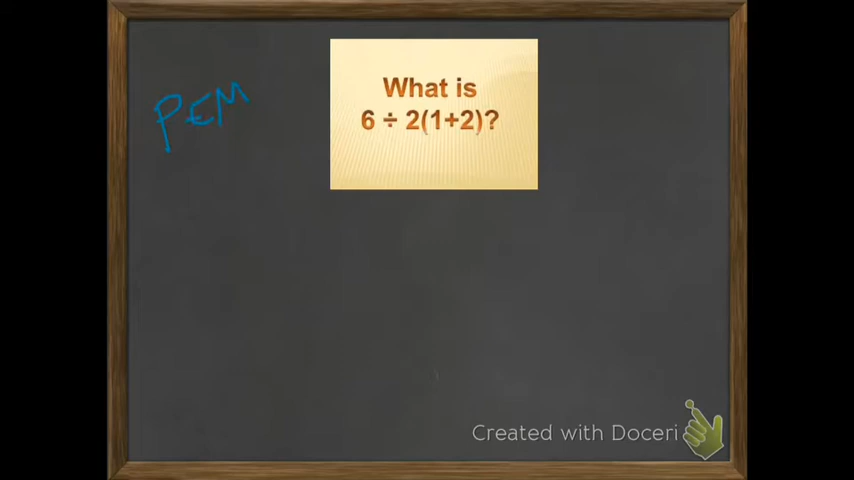 PEM
What is
6 ÷ 2(1+2)?
Created with Doceri